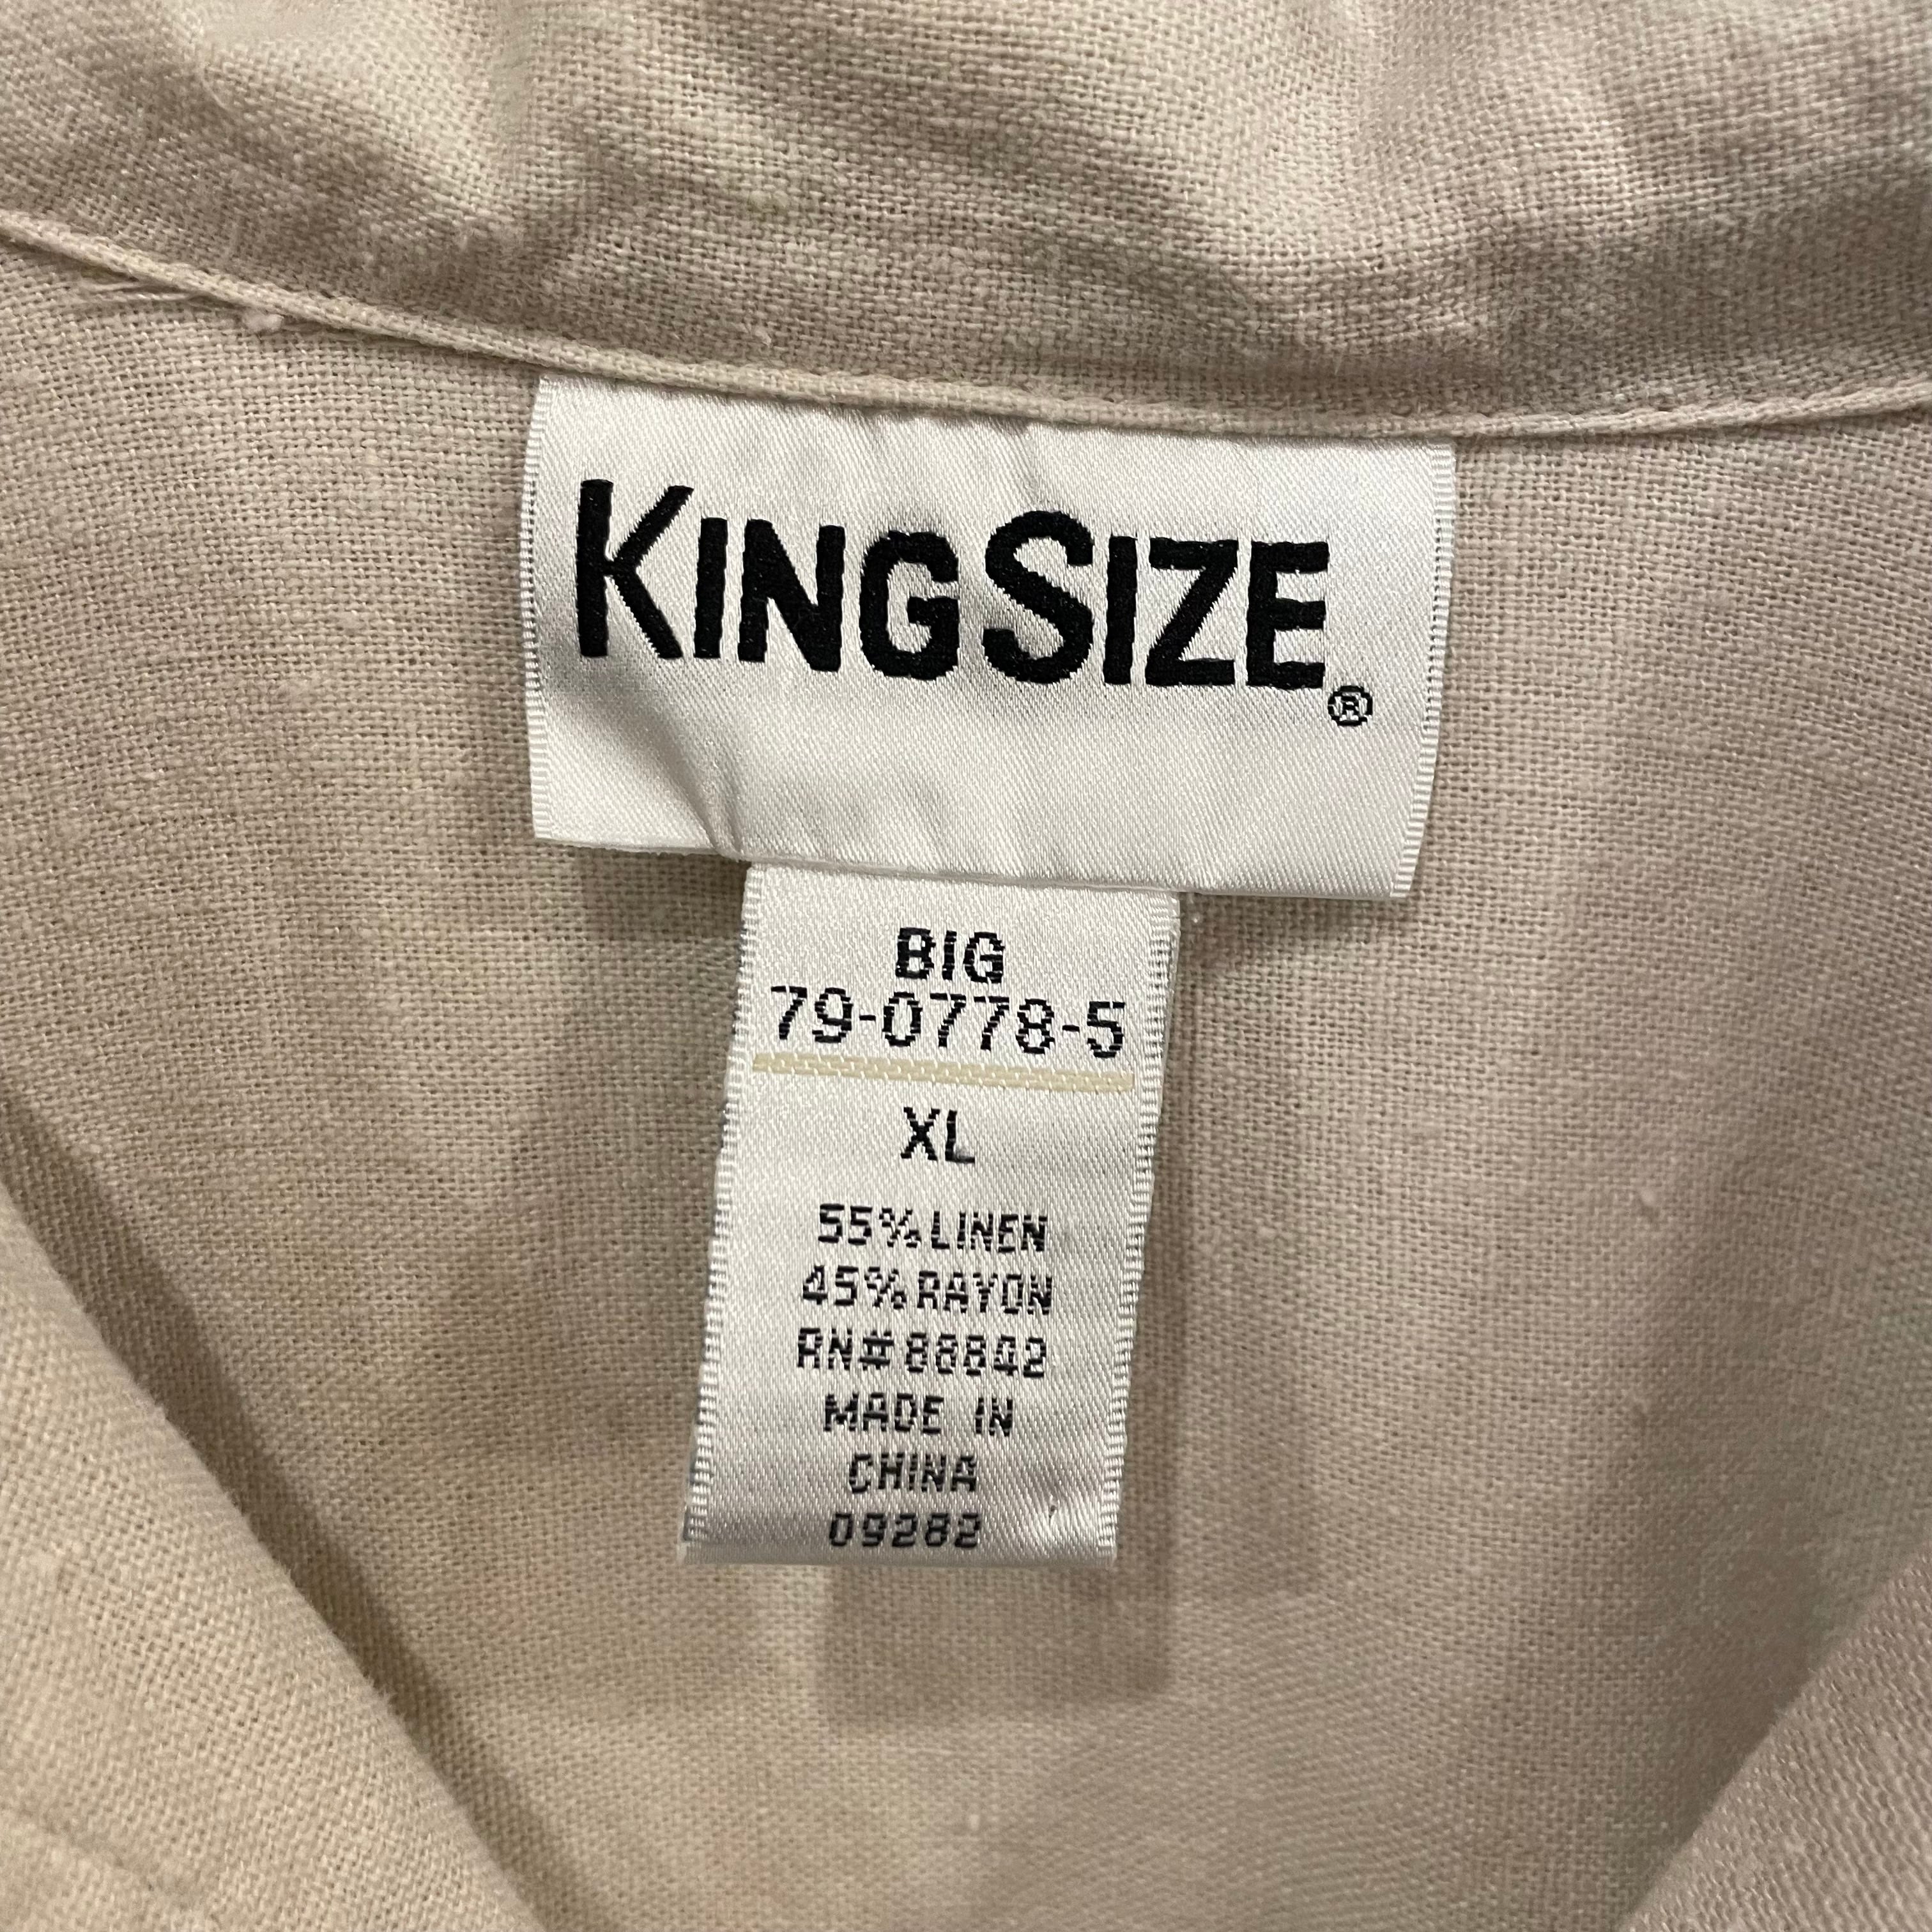 KINGSIZE®
BIG
79-0778-5
XL
55% LINEN
45% RAYON
RN# 88842
MADE IN
CHINA
09282